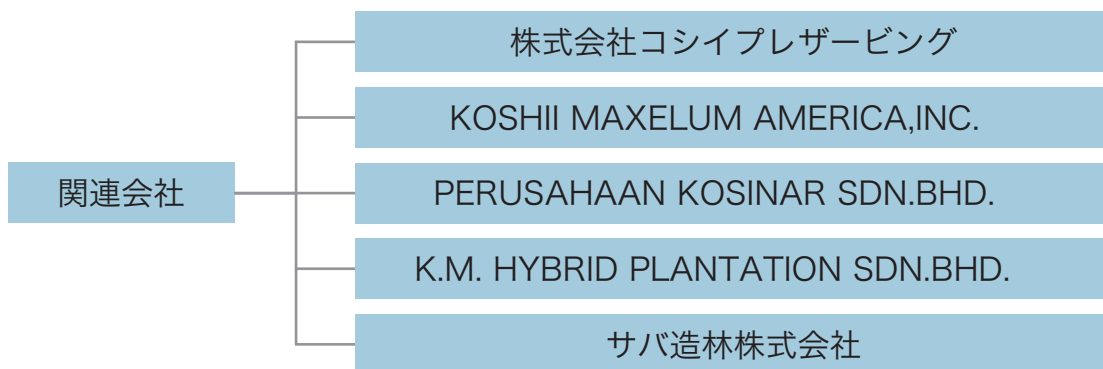 株式会社コシイプレザービング
KOSHII MAXELUM AMERICA,INC.
関連会社
PERUSAHAAN KOSINAR SDN.BHD.
K.M. HYBRID PLANTATION SDN.BHD.
サバ造林株式会社